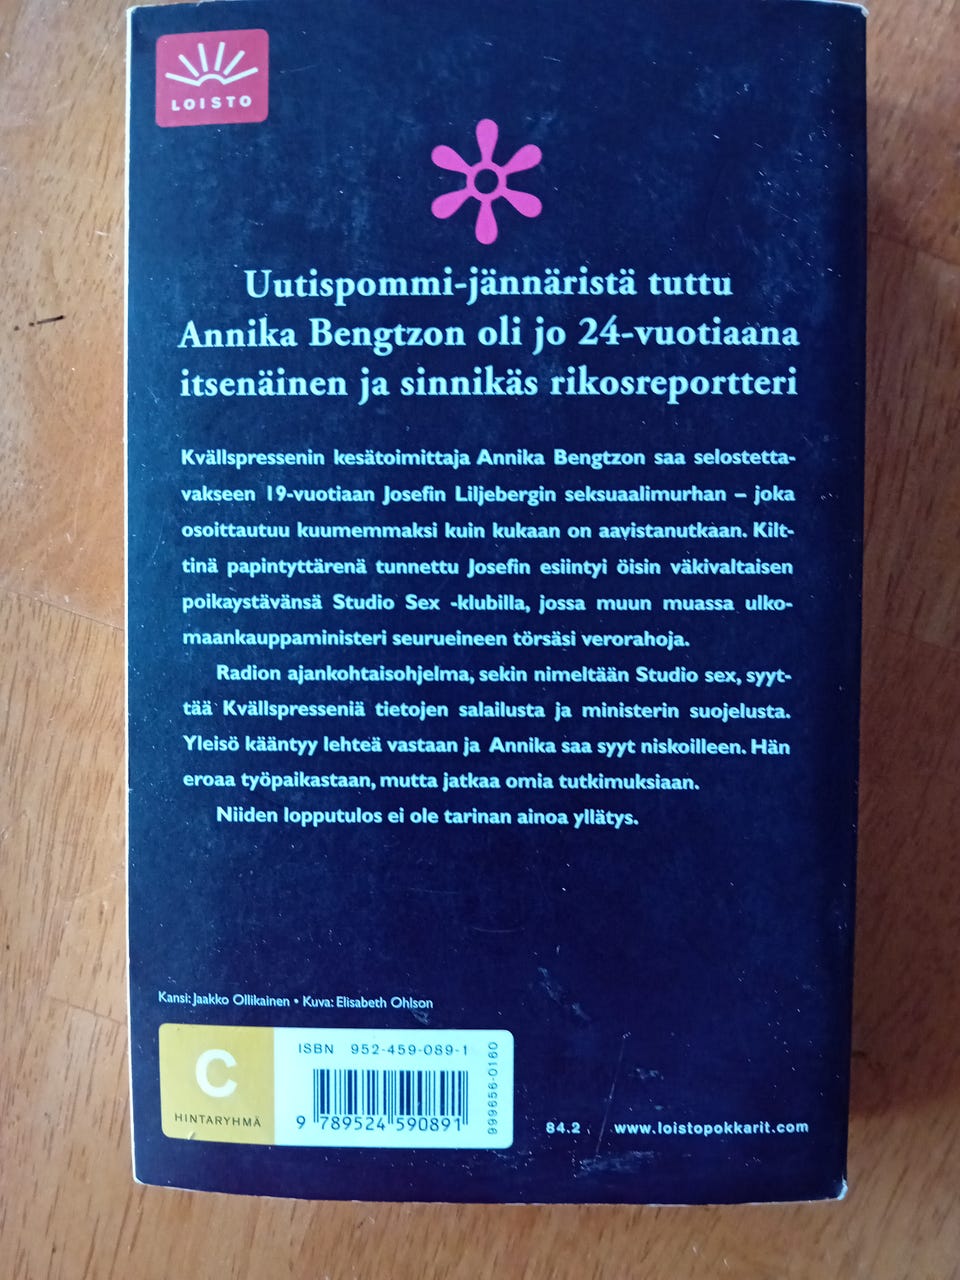 LOISTO
Uutispommi-jännäristä tuttu
Annika Bengtzon oli jo 24-vuotiaana
itsenäinen ja sinnikäs rikosreportteri
Kvällspressenin kesätoimittaja Annika Bengtzon saa selostetta-
vakseen 19-vuotiaan Josefin Liljebergin seksuaalimurhan – joka
osoittautuu kuumemmaksi kuin kukaan on aavistanutkaan. Kilt-
tinä papintyttärenä tunnettu Josefin esiintyi öisin väkivaltaisen
poikaystävänsä Studio Sex -klubilla, jossa muun muassa ulko-
maankauppaministeri seurueineen törsäsi verorahoja.
Radion ajankohtaisohjelma, sekin nimeltään Studio sex, syyt-
tää Kvällspresseniä tietojen salailusta ja ministerin suojelusta.
Yleisö kääntyy lehteä vastaan ja Annika saa syyt niskoilleen. Hän
eroaa työpaikastaan, mutta jatkaa omia tutkimuksiaan.
Niiden lopputulos ei ole tarinan ainoa yllätys.
Kansi: Jaakko Ollikainen • Kuva: Elisabeth Ohlson
C
HINTARYHMÄ
ISBN 952-459-089-1
9 789524 590891
999656-0160
84.2 www.loistopokkarit.com